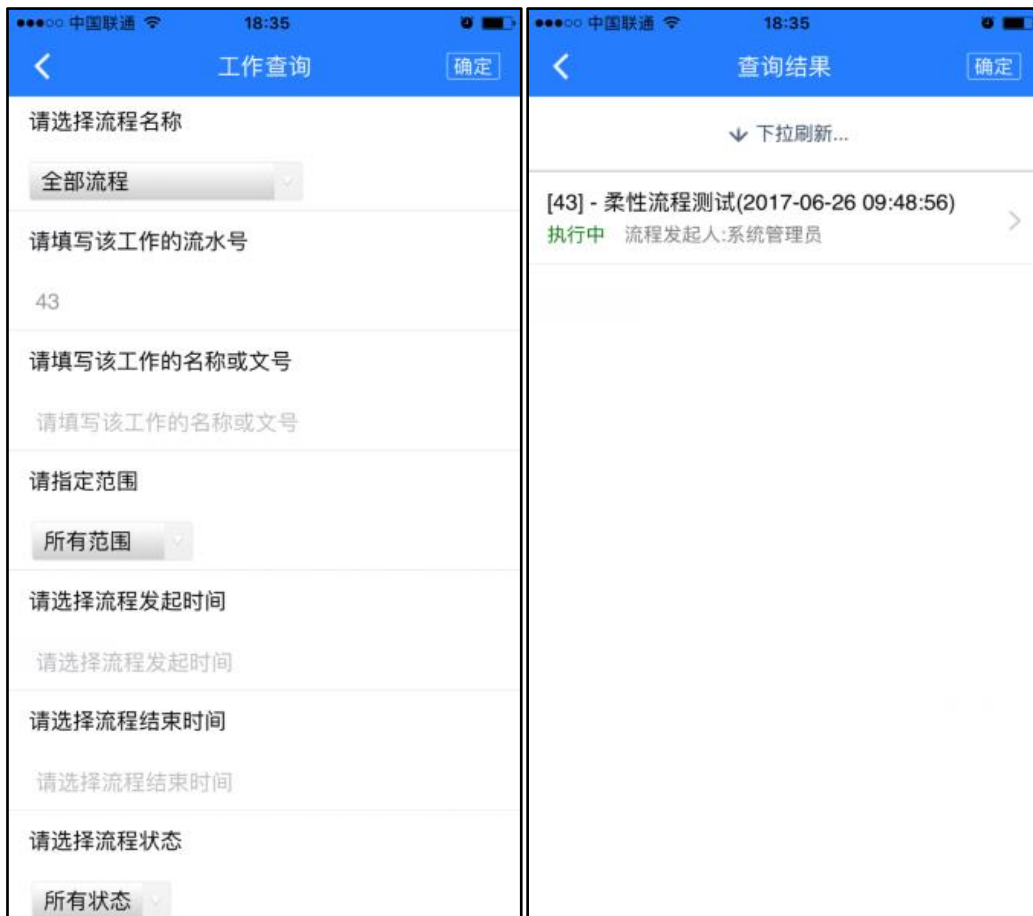 中国联通 18:35
工作查询 确定
请选择流程名称
全部流程
请填写该工作的流水号
43
请填写该工作的名称或文号
请填写该工作的名称或文号
请指定范围
所有范围
请选择流程发起时间
请选择流程发起时间
请选择流程结束时间
请选择流程结束时间
请选择流程状态
所有状态
中国联通 18:35
查询结果 确定
下拉刷新...
[43] - 柔性流程测试(2017-06-26 09:48:56)
执行中 流程发起人:系统管理员